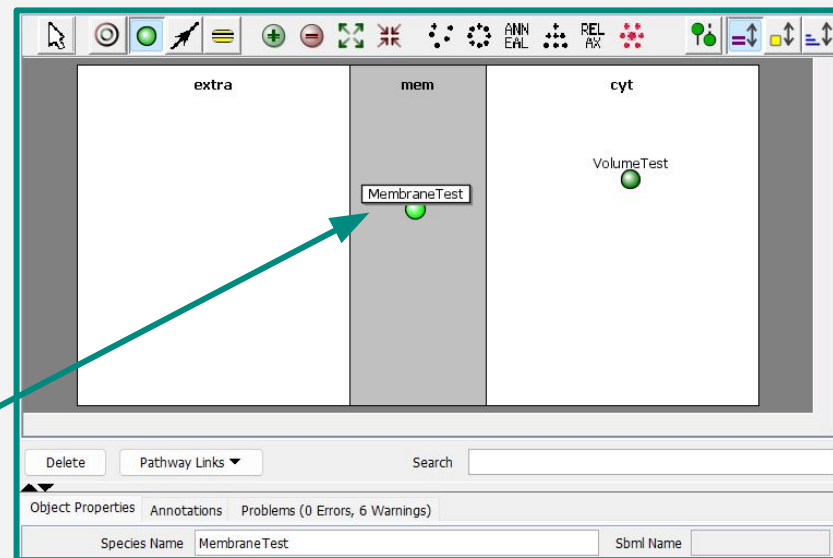 ANN
EAL
REL
AX
extra
mem
cyt
VolumeTest
MembraneTest
Delete
Pathway Links
Search
Object Properties
Annotations
Problems (0 Errors, 6 Warnings)
Species Name
MembraneTest
Sbml Name